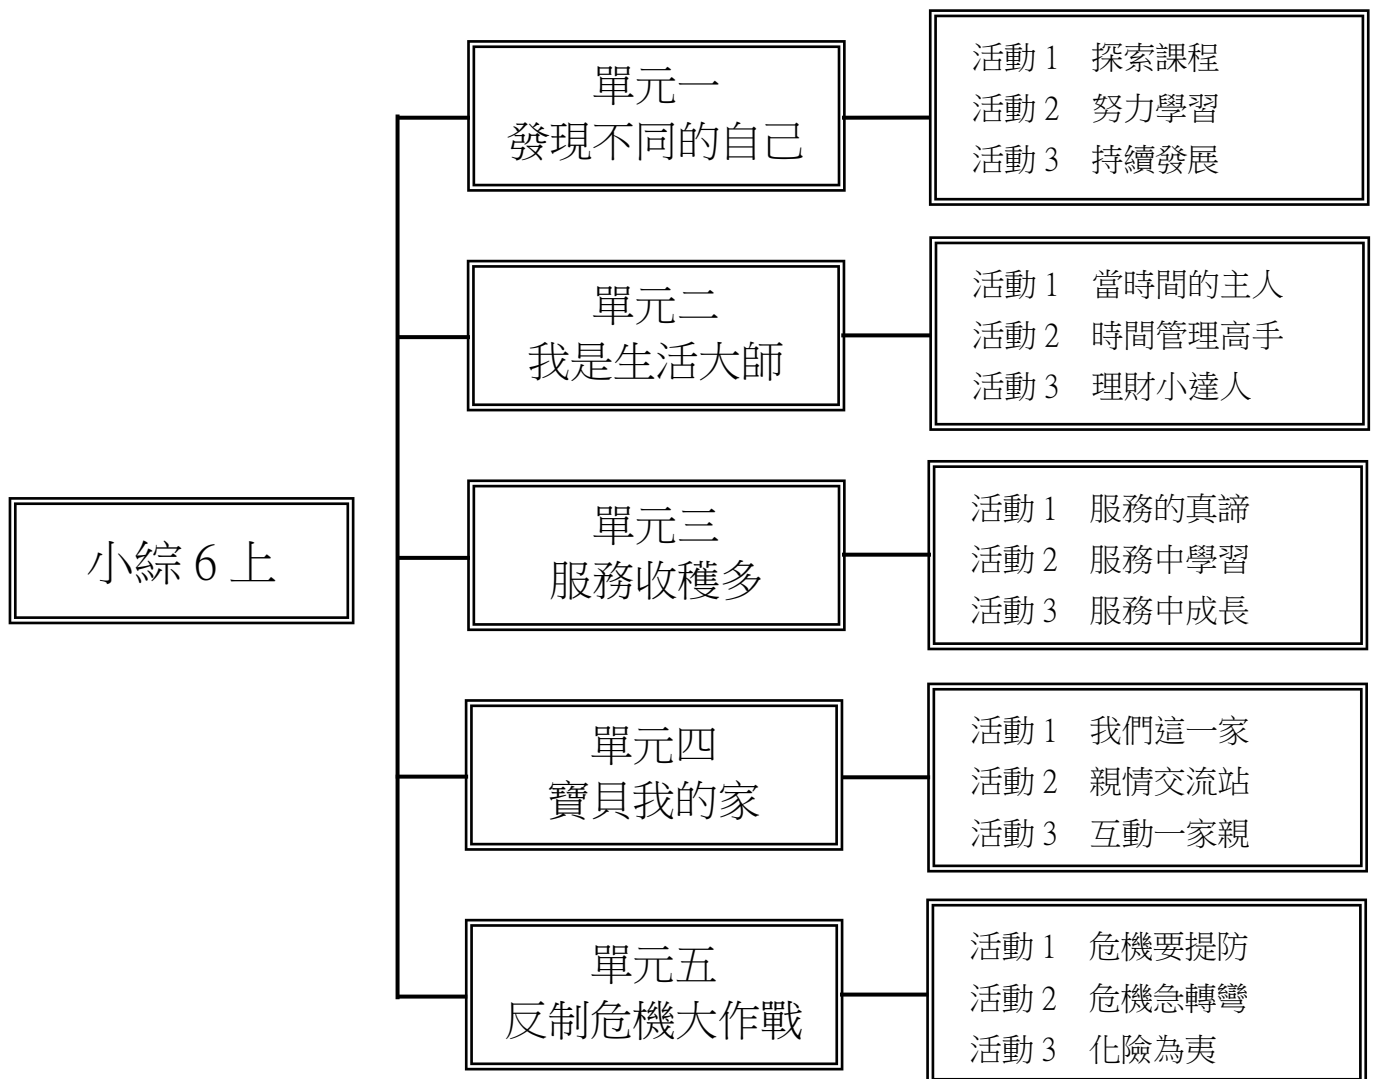 小綜 6 上
單元一
發現不同的自己
活動 1　探索課程
活動 2　努力學習
活動 3　持續發展
單元二
我是生活大師
活動 1　當時間的主人
活動 2　時間管理高手
活動 3　理財小達人
單元三
服務收穫多
活動 1　服務的真諦
活動 2　服務中學習
活動 3　服務中成長
單元四
寶貝我的家
活動 1　我們這一家
活動 2　親情交流站
活動 3　互動一家親
單元五
反制危機大作戰
活動 1　危機要提防
活動 2　危機急轉彎
活動 3　化險為夷